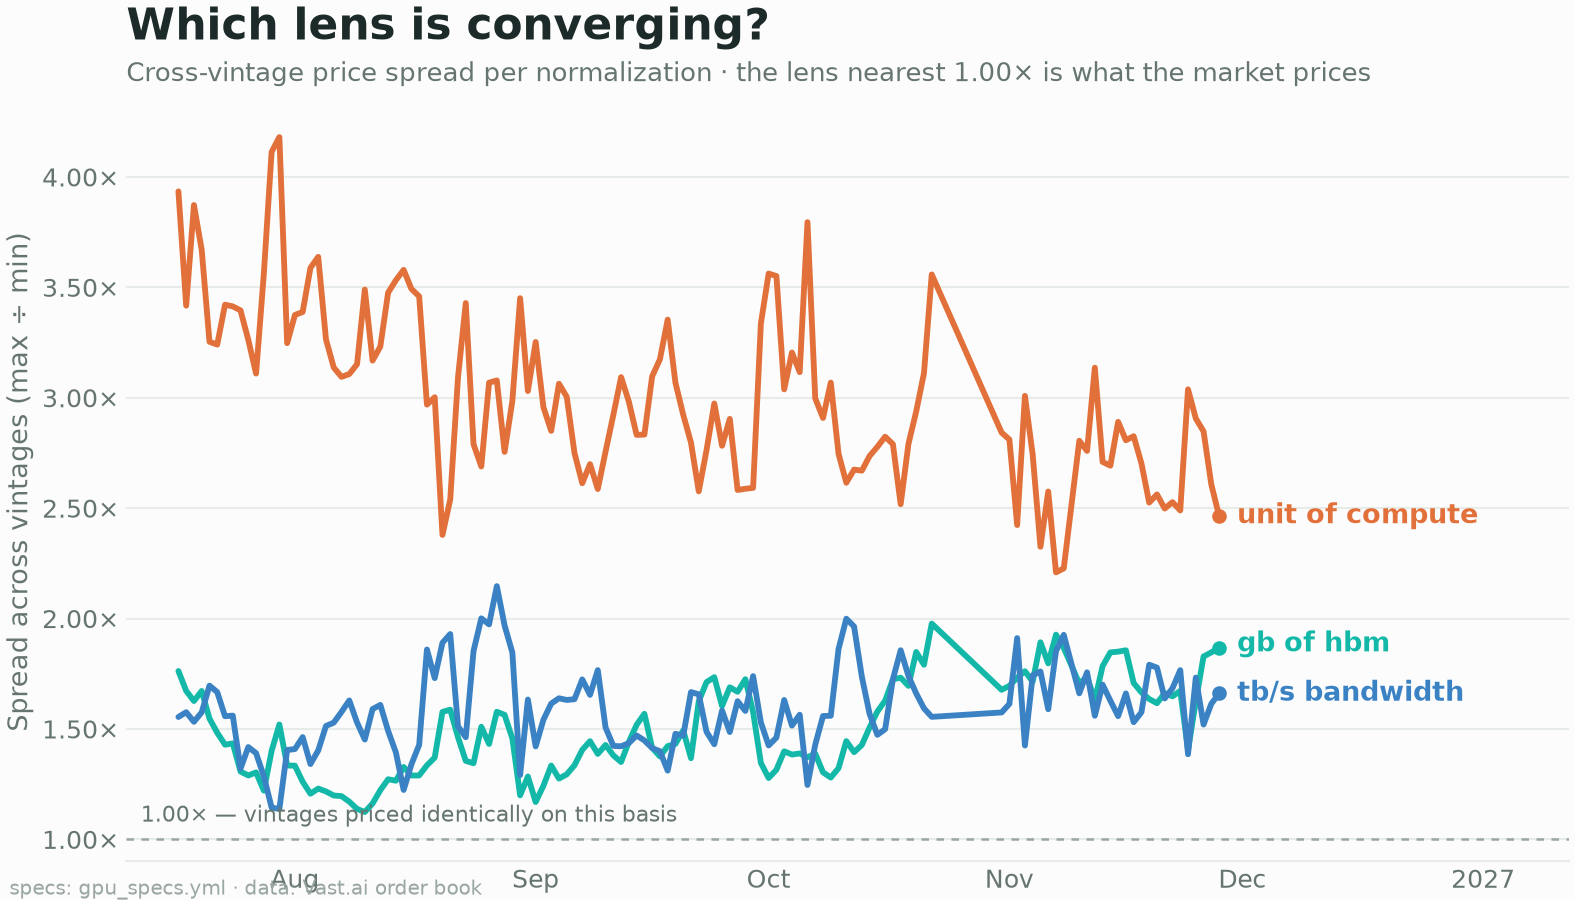 Which lens is converging?
Cross-vintage price spread per normalization · the lens nearest 1.00× is what the market prices
Spread across vintages (max ÷ min)
4.00×
3.50×
3.00×
2.50×
2.00×
1.50×
1.00×
unit of compute
gb of hbm
tb/s bandwidth
1.00× — vintages priced identically on this basis
Aug
Sep
Oct
Nov
Dec
2027
specs: gpu_specs.yml · data: Vast.ai order book